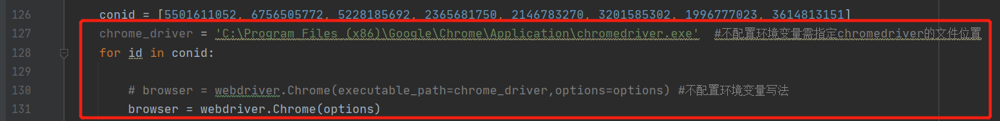 126 conid = [5501611052, 6756505772, 5228185692, 2365681750, 2146783270, 3201585302, 1996777023, 3614813151]
127 chrome_driver = 'C:\Program Files (x86)\Google\Chrome\Application\chromedriver.exe' #不配置环境变量需指定chromedriver的文件位置
128 for id in conid:
129
130 # browser = webdriver.Chrome(executable_path=chrome_driver,options=options) #不配置环境变量写法
131 browser = webdriver.Chrome(options)